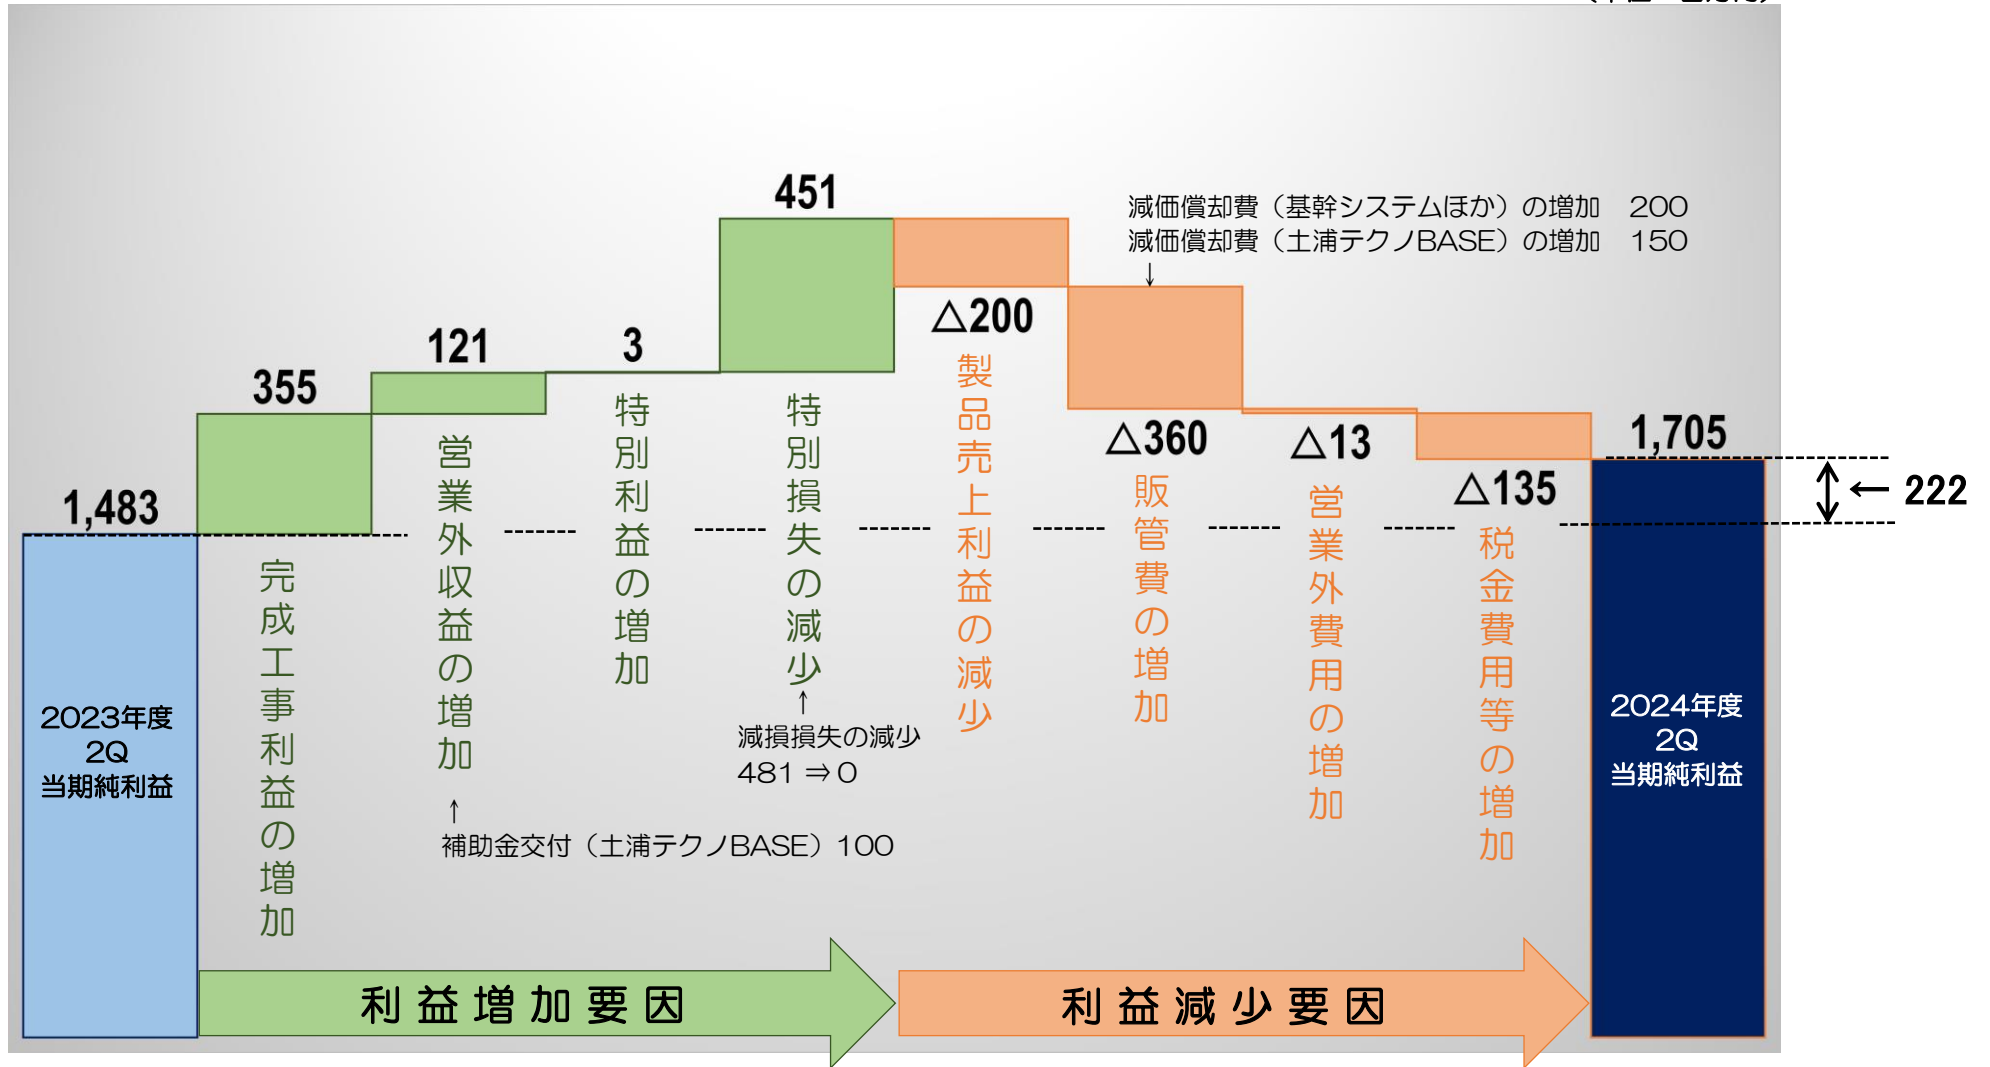 451
減価償却費（基幹システムほか）の増加　200
減価償却費（土浦テクノBASE）の増加　150
↓
121
3
355
△200
△360
△13
1,705
1,483
△135
← 222
完成工事利益の増加
営業外収益の増加
特別利益の増加
特別損失の減少
製品売上利益の減少
販管費の増加
営業外費用の増加
税金費用等の増加
↑
減損損失の減少
481 ⇒ 0
↑
補助金交付（土浦テクノBASE）100
2023年度
2Q
当期純利益
2024年度
2Q
当期純利益
利益増加要因
利益減少要因